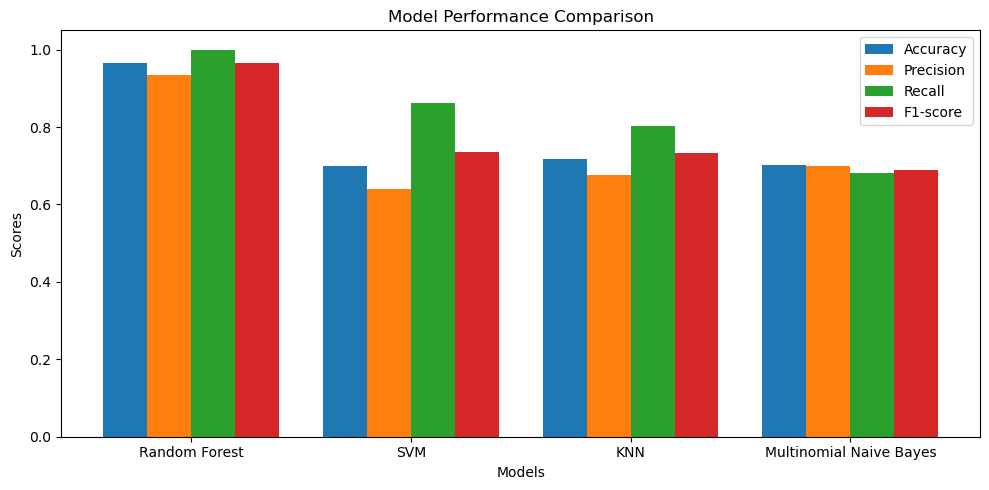 Model Performance Comparison
Accuracy
Precision
Recall
F1-score
1.0
0.8
0.6
0.4
0.2
0.0
Scores
Random Forest
SVM
KNN
Multinomial Naive Bayes
Models